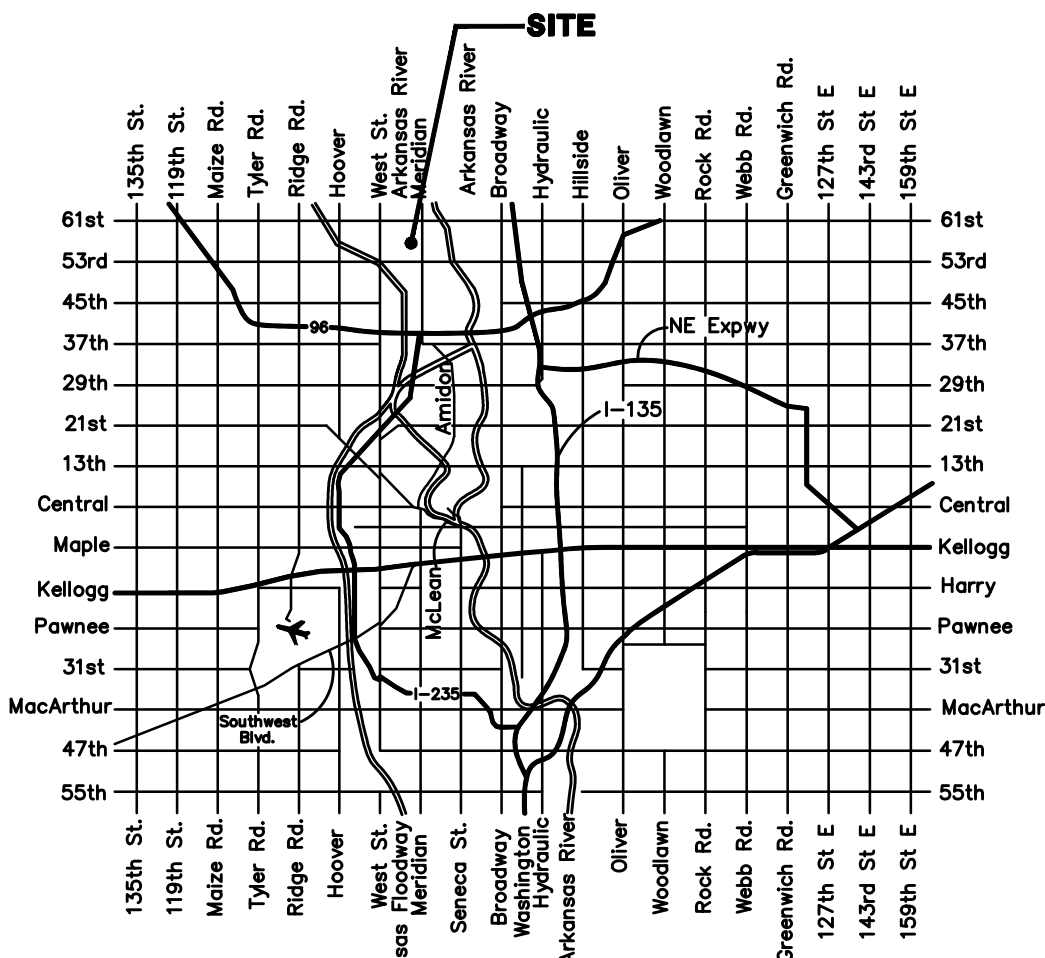 SITE
135th St.
119th St.
Maize Rd.
Tyler Rd.
Ridge Rd.
Hoover
West St.
Arkansas River
Meridian
Arkansas River
Broadway
Hydraulic
Hillside
Oliver
Woodlawn
Rock Rd.
Webb Rd.
Greenwich Rd.
127th St E
143rd St E
159th St E
61st
61st
53rd
53rd
45th
45th
96
NE Expwy
37th
37th
29th
29th
Amidon
I-135
21st
21st
13th
13th
Central
Central
Maple
Kellogg
Kellogg
Harry
McLean
Pawnee
Pawnee
31st
31st
I-235
MacArthur
MacArthur
Southwest
Blvd.
47th
47th
55th
55th
135th St.
119th St.
Maize Rd.
Tyler Rd.
Ridge Rd.
Hoover
West St.
sas Floodway
Meridian
Seneca St.
Broadway
Washington
Hydraulic
Arkansas River
Oliver
Woodlawn
Rock Rd.
Webb Rd.
Greenwich Rd.
127th St E
143rd St E
159th St E